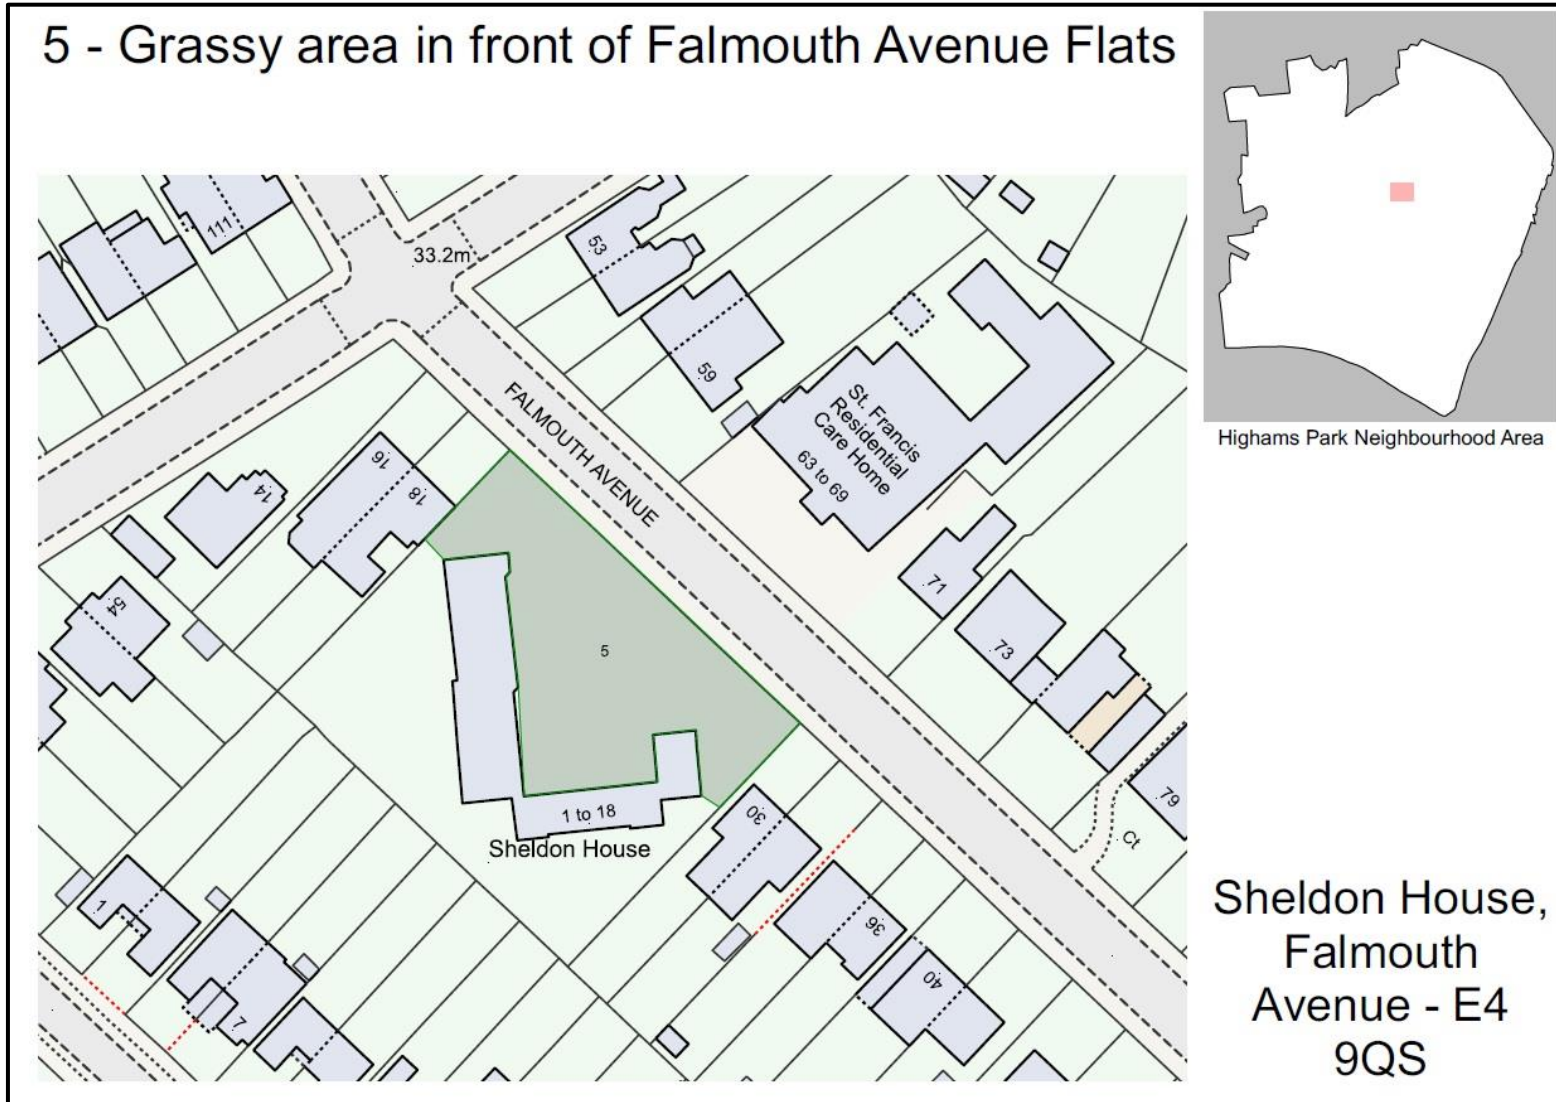 5 - Grassy area in front of Falmouth Avenue Flats
Highams Park Neighbourhood Area
111
33.2m
53
59
FALMOUTH AVENUE
St. Francis
Residential
Care Home
63 to 69
16
18
14
54
71
73
79
Ct
5
1 to 18
Sheldon House
30
36
40
1
7
Sheldon House,
Falmouth
Avenue - E4
9QS